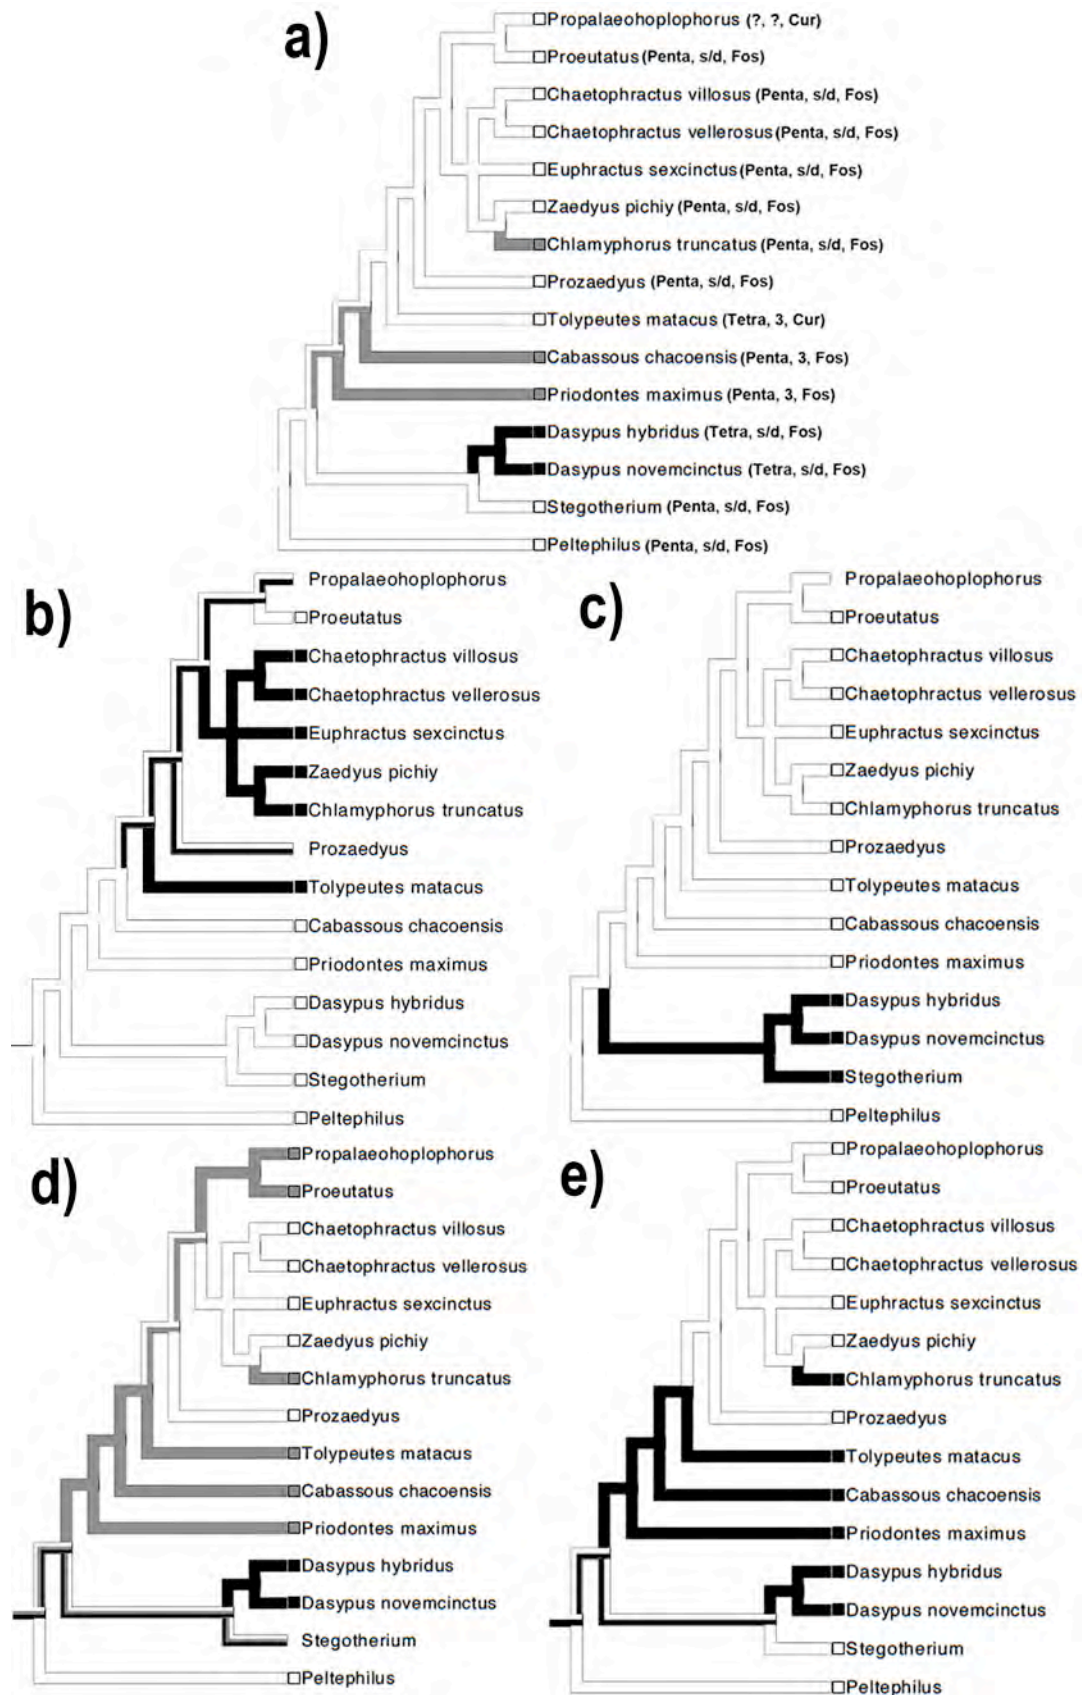 a)
Propalaeohoplophorus (?, ?, Cur)
Proeutatus (Penta, s/d, Fos)
Chaetophractus villosus (Penta, s/d, Fos)
Chaetophractus vellerosus (Penta, s/d, Fos)
Euphractus sexcinctus (Penta, s/d, Fos)
Zaedyus pichiy (Penta, s/d, Fos)
Chlamyphorus truncatus (Penta, s/d, Fos)
Prozaedyus (Penta, s/d, Fos)
Tolypeutes matacus (Tetra, 3, Cur)
Cabassous chacoensis (Penta, 3, Fos)
Priodontes maximus (Penta, 3, Fos)
Dasypus hybridus (Tetra, s/d, Fos)
Dasypus novemcinctus (Tetra, s/d, Fos)
Stegotherium (Penta, s/d, Fos)
Peltephilus (Penta, s/d, Fos)
b)
Propalaeohoplophorus
Proeutatus
Chaetophractus villosus
Chaetophractus vellerosus
Euphractus sexcinctus
Zaedyus pichiy
Chlamyphorus truncatus
Prozaedyus
Tolypeutes matacus
Cabassous chacoensis
Priodontes maximus
Dasypus hybridus
Dasypus novemcinctus
Stegotherium
Peltephilus
c)
Propalaeohoplophorus
Proeutatus
Chaetophractus villosus
Chaetophractus vellerosus
Euphractus sexcinctus
Zaedyus pichiy
Chlamyphorus truncatus
Prozaedyus
Tolypeutes matacus
Cabassous chacoensis
Priodontes maximus
Dasypus hybridus
Dasypus novemcinctus
Stegotherium
Peltephilus
d)
Propalaeohoplophorus
Proeutatus
Chaetophractus villosus
Chaetophractus vellerosus
Euphractus sexcinctus
Zaedyus pichiy
Chlamyphorus truncatus
Prozaedyus
Tolypeutes matacus
Cabassous chacoensis
Priodontes maximus
Dasypus hybridus
Dasypus novemcinctus
Stegotherium
Peltephilus
e)
Propalaeohoplophorus
Proeutatus
Chaetophractus villosus
Chaetophractus vellerosus
Euphractus sexcinctus
Zaedyus pichiy
Chlamyphorus truncatus
Prozaedyus
Tolypeutes matacus
Cabassous chacoensis
Priodontes maximus
Dasypus hybridus
Dasypus novemcinctus
Stegotherium
Peltephilus